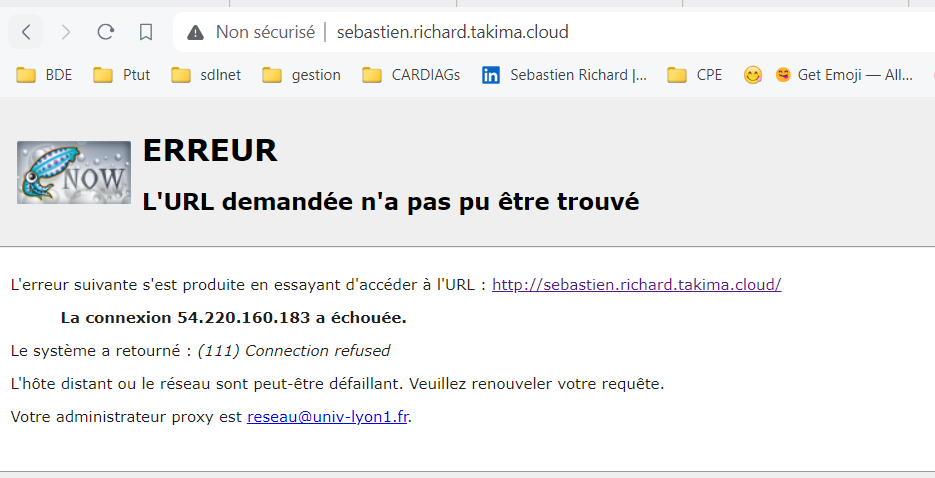 Non sécurisé | sebastien.richard.takima.cloud
BDE Ptut sdlnet gestion CARDIAGs Sebastien Richard |... CPE Get Emoji — All...
NOW
ERREUR
L'URL demandée n'a pas pu être trouvé
L'erreur suivante s'est produite en essayant d'accéder à l'URL : http://sebastien.richard.takima.cloud/
La connexion 54.220.160.183 a échouée.
Le système a retourné : (111) Connection refused
L'hôte distant ou le réseau sont peut-être défaillant. Veuillez renouveler votre requête.
Votre administrateur proxy est reseau@univ-lyon1.fr.